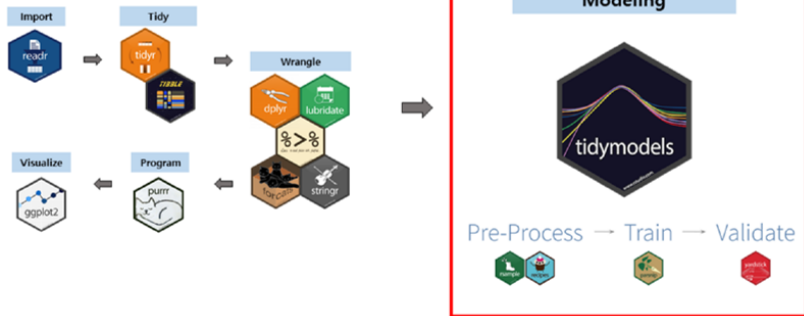 Import
readr
Tidy
tidyr
TIBBLE
Wrangle
dplyr
lubridate
%>%
forcats
stringr
Program
purrr
Visualize
ggplot2
Modeling
tidymodels
Pre-Process → Train → Validate
rsample
recipes
parsnip
yardstick